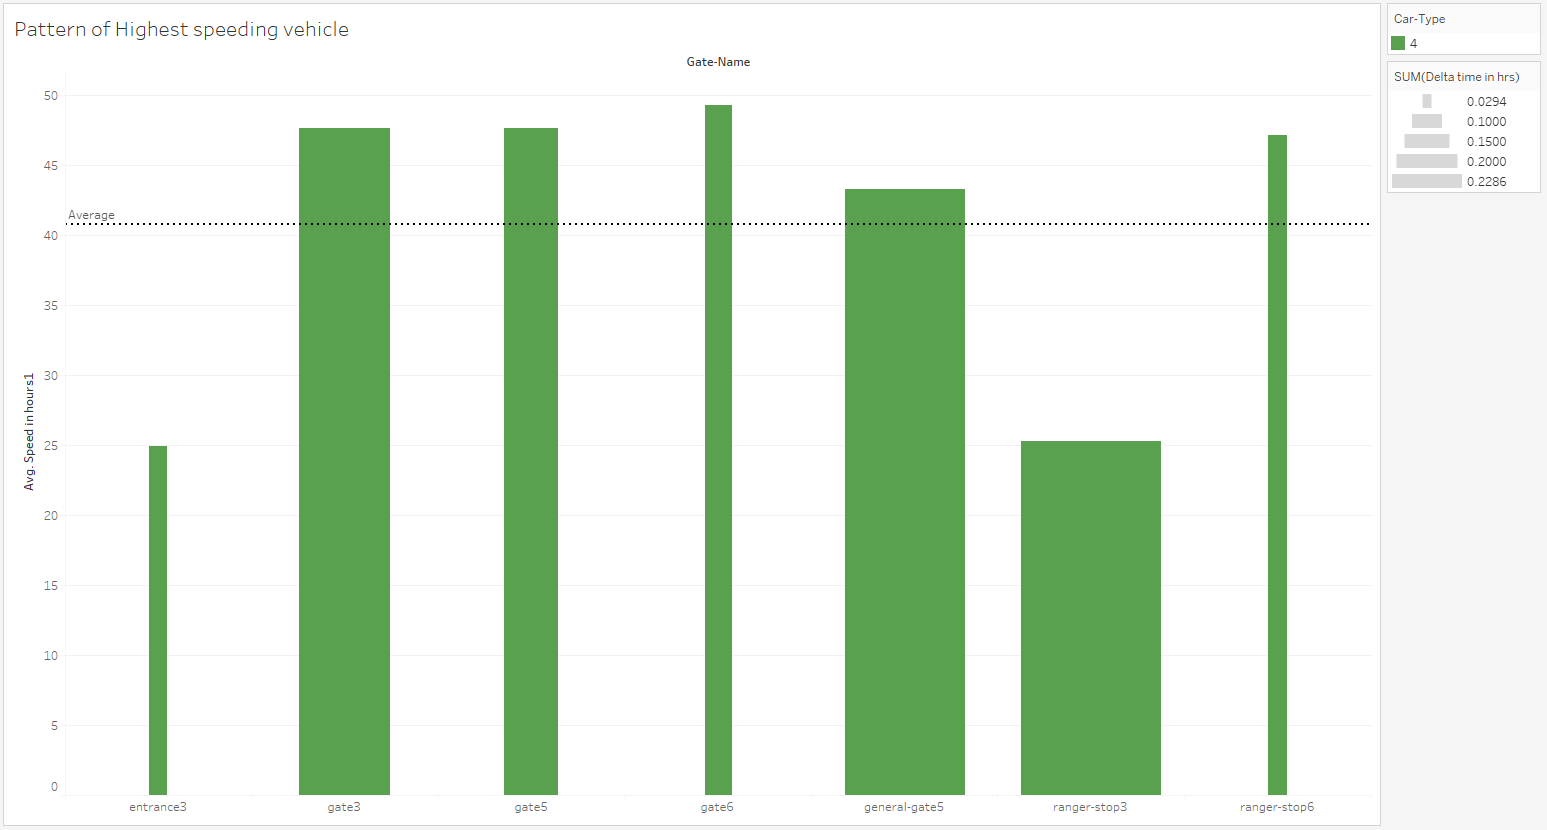 Pattern of Highest speeding vehicle
Gate-Name
50
45
40
35
30
25
20
15
10
5
0
Average
Avg. Speed in hours1
entrance3
gate3
gate5
gate6
general-gate5
ranger-stop3
ranger-stop6
Car-Type
4
SUM(Delta time in hrs)
0.0294
0.1000
0.1500
0.2000
0.2286